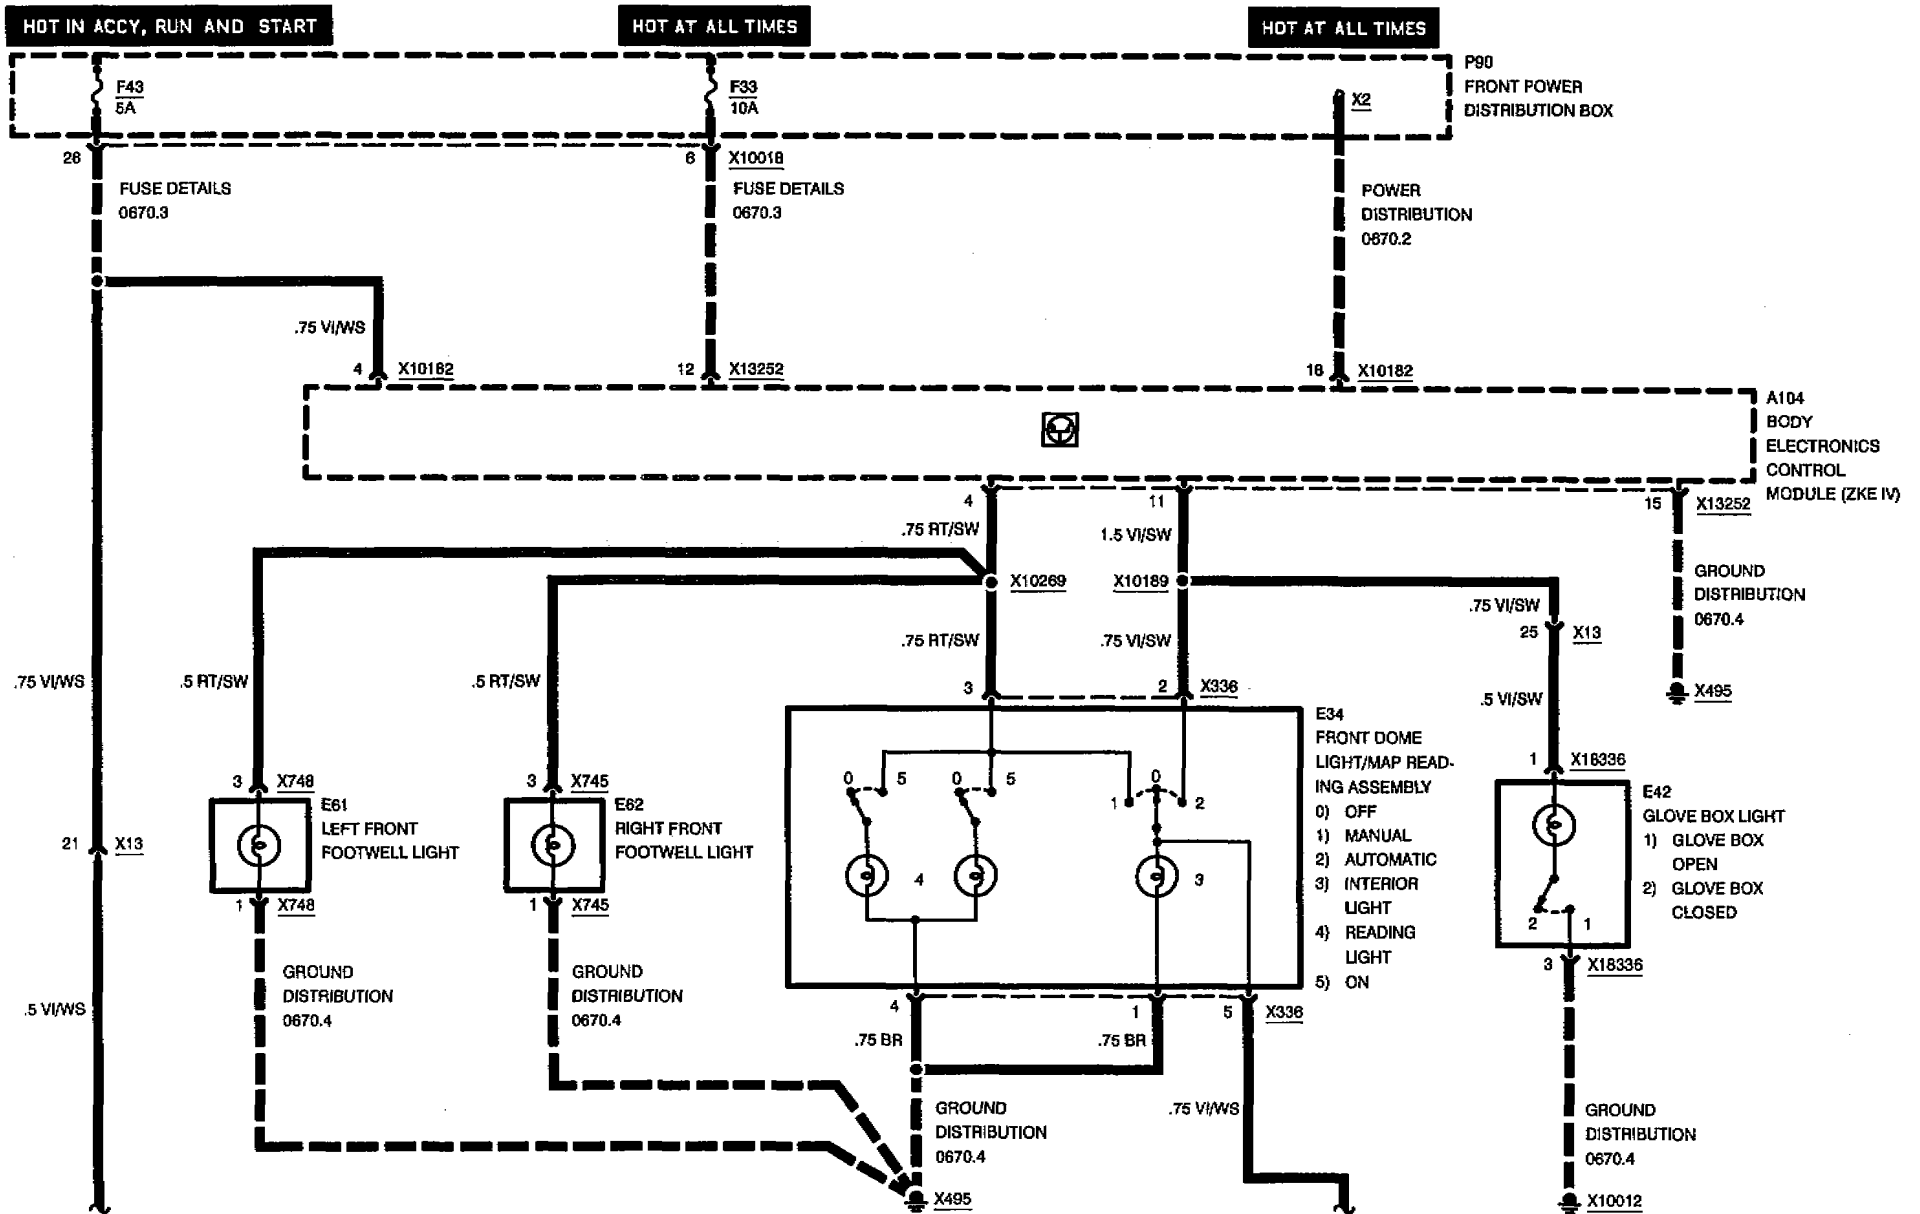 HOT IN ACCY, RUN AND START
HOT AT ALL TIMES
HOT AT ALL TIMES
F43
5A
F33
10A
X2
P90
FRONT POWER
DISTRIBUTION BOX
26
6
X10018
FUSE DETAILS
0670.3
FUSE DETAILS
0670.3
POWER
DISTRIBUTION
0670.2
.75 VI/WS
4
X10182
12
X13252
18
X10182
A104
BODY
ELECTRONICS
CONTROL
MODULE (ZKE IV)
4
11
15
X13252
.75 RT/SW
1.5 VI/SW
X10269
X10189
GROUND
DISTRIBUTION
0670.4
.75 VI/SW
25
X13
.75 RT/SW
.75 VI/SW
.75 VI/WS
.5 RT/SW
.5 RT/SW
3
2
X336
.5 VI/SW
X495
E34
FRONT DOME
LIGHT/MAP READ-
ING ASSEMBLY
0) OFF
1) MANUAL
2) AUTOMATIC
3) INTERIOR
LIGHT
4) READING
LIGHT
5) ON
3
X748
3
X745
0
5
0
5
0
1
2
1
X18336
E61
LEFT FRONT
FOOTWELL LIGHT
E62
RIGHT FRONT
FOOTWELL LIGHT
E42
GLOVE BOX LIGHT
1) GLOVE BOX
OPEN
2) GLOVE BOX
CLOSED
21
X13
4
3
1
X748
1
X745
2
1
3
X18336
GROUND
DISTRIBUTION
0670.4
GROUND
DISTRIBUTION
0670.4
.5 VI/WS
4
1
5
X336
.75 BR
.75 BR
GROUND
DISTRIBUTION
0670.4
.75 VI/WS
GROUND
DISTRIBUTION
0670.4
X495
X10012